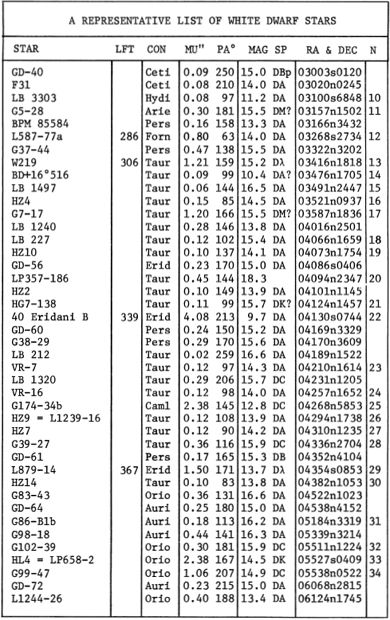 A REPRESENTATIVE LIST OF WHITE DWARF STARS
STAR LFT CON MU" PA° MAG SP RA & DEC N
GD-40 Ceti 0.09 250 15.0 DBp 03003s0120
F31 Ceti 0.08 210 14.0 DA 03020n0245
LB 3303 Hydi 0.08 97 11.2 DA 03100s6848 10
G5-28 Arie 0.30 181 15.5 DM? 03157n1502 11
BPM 85584 Pers 0.16 158 13.3 DA 03166n3432
L587-77a 286 Forn 0.80 63 14.0 DA 03268s2734 12
G37-44 Pers 0.47 138 15.5 DA 03322n3202
W219 306 Taur 1.21 159 15.2 Dλ 03416n1818 13
BD+16°516 Taur 0.09 99 10.4 DA? 03476n1705 14
LB 1497 Taur 0.06 144 16.5 DA 03491n2447 15
HZ4 Taur 0.15 85 14.5 DA 03521n0937 16
G7-17 Taur 1.20 166 15.5 DM? 03587n1836 17
LB 1240 Taur 0.28 146 13.8 DA 04016n2501
LB 227 Taur 0.12 102 15.4 DA 04066n1659 18
HZ10 Taur 0.10 137 14.1 DA 04073n1754 19
GD-56 Erid 0.23 170 15.0 DA 04086s0406
LP357-186 Taur 0.45 144 18.3 04094n2347 20
HZ2 Taur 0.10 149 13.9 DA 04101n1145
HG7-138 Taur 0.11 99 15.7 DK? 04124n1457 21
40 Eridani B 339 Erid 4.08 213 9.7 DA 04130s0744 22
GD-60 Pers 0.24 150 15.2 DA 04169n3329
G38-29 Pers 0.29 170 15.6 DA 04170n3609
LB 212 Taur 0.02 259 16.6 DA 04189n1522
VR-7 Taur 0.12 97 14.3 DA 04210n1614 23
LB 1320 Taur 0.29 206 15.7 DC 04231n1205
VR-16 Taur 0.12 98 14.0 DA 04257n1652 24
G174-34b Caml 2.38 145 12.8 DC 04268n5853 25
HZ9 = L1239-16 Taur 0.12 108 13.9 DA 04294n1738 26
HZ7 Taur 0.12 90 14.2 DA 04310n1235 27
G39-27 Taur 0.36 116 15.9 DC 04336n2704 28
GD-61 Pers 0.17 165 15.3 DB 04352n4104
L879-14 367 Erid 1.50 171 13.7 Dλ 04354s0853 29
HZ14 Taur 0.10 83 13.8 DA 04382n1053 30
G83-43 Orio 0.36 131 16.6 DA 04522n1023
GD-64 Auri 0.25 180 15.0 DA 04538n4152
G86-B1b Auri 0.18 113 16.2 DA 05184n3319 31
G98-18 Auri 0.44 141 16.3 DA 05339n3214
G102-39 Orio 0.30 181 15.9 DC 05511n1224 32
HL4 = LP658-2 Orio 2.38 167 14.5 DK 05527s0409 33
G99-47 Orio 1.06 207 14.9 DC 05538n0522 34
GD-72 Auri 0.23 215 15.0 DA 06068n2815
L1244-26 Orio 0.40 188 13.4 DA 06124n1745